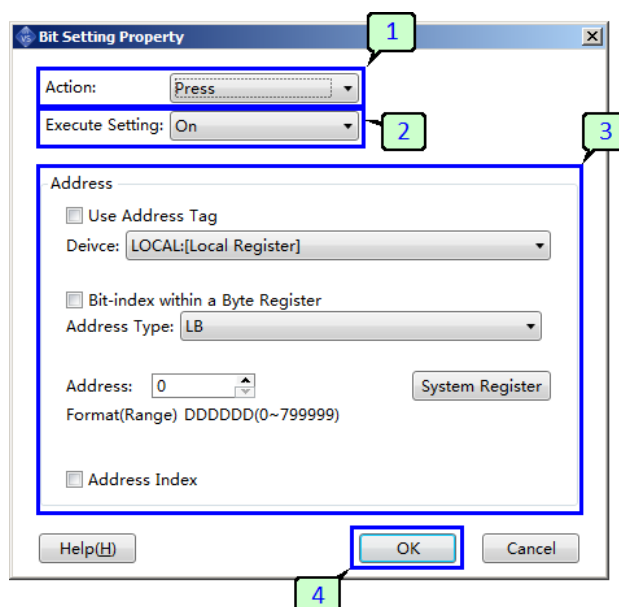 1
VS Bit Setting Property
Action: Press
Execute Setting: On
2
3
Address
Use Address Tag
Deivce: LOCAL:[Local Register]
Bit-index within a Byte Register
Address Type: LB
Address: 0
System Register
Format(Range) DDDDDD(0~799999)
Address Index
Help(H) OK Cancel
4